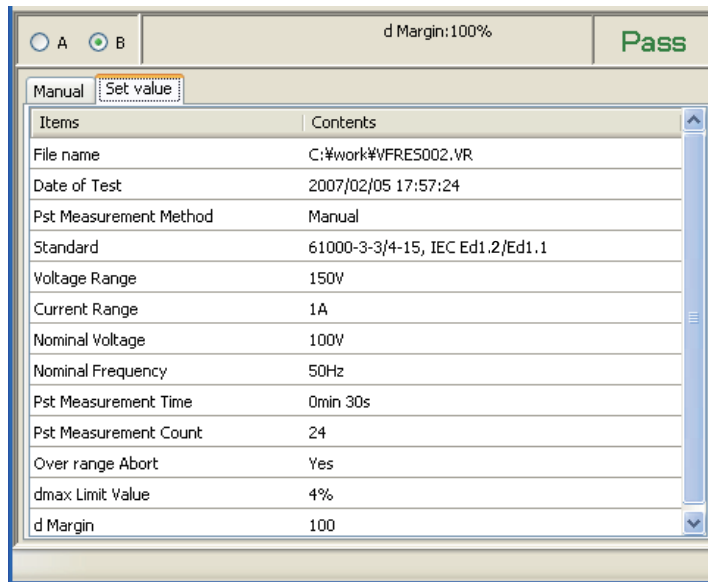 A B d Margin:100% Pass
Manual Set value
Items Contents
File name C:¥work¥VFRES002.VR
Date of Test 2007/02/05 17:57:24
Pst Measurement Method Manual
Standard 61000-3-3/4-15, IEC Ed1.2/Ed1.1
Voltage Range 150V
Current Range 1A
Nominal Voltage 100V
Nominal Frequency 50Hz
Pst Measurement Time 0min 30s
Pst Measurement Count 24
Over range Abort Yes
dmax Limit Value 4%
d Margin 100